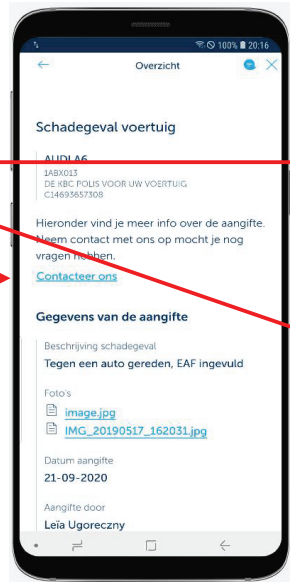 100% 20:16
Overzicht
Schadegeval voertuig
AUDI A6
1ABX013
DE KBC POLIS VOOR UW VOERTUIG
C14693657308
Hieronder vind je meer info over de aangifte.
Neem contact met ons op mocht je nog
vragen hebben.
Contacteer ons
Gegevens van de aangifte
Beschrijving schadegeval
Tegen een auto gereden, EAF ingevuld
Foto's
image.jpg
IMG_20190517_162031.jpg
Datum aangifte
21-09-2020
Aangifte door
Leïa Ugoreczny